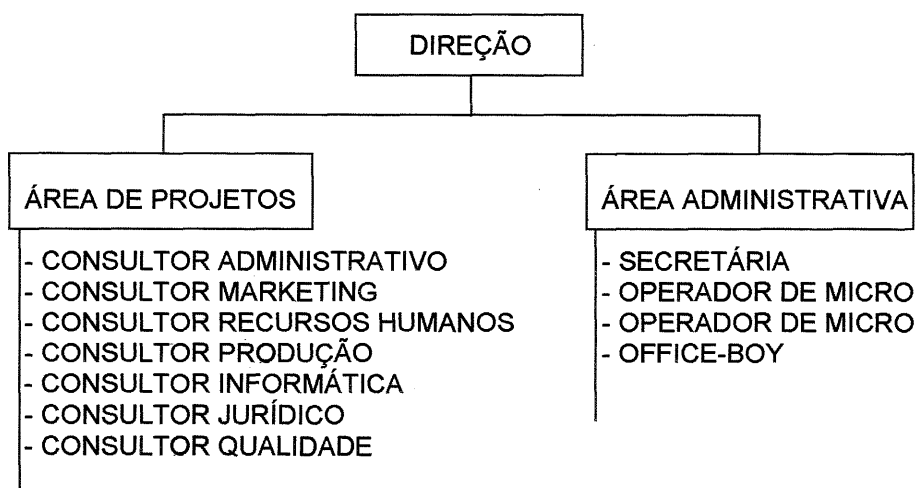 DIREÇÃO
ÁREA DE PROJETOS
- CONSULTOR ADMINISTRATIVO
- CONSULTOR MARKETING
- CONSULTOR RECURSOS HUMANOS
- CONSULTOR PRODUÇÃO
- CONSULTOR INFORMÁTICA
- CONSULTOR JURÍDICO
- CONSULTOR QUALIDADE
ÁREA ADMINISTRATIVA
- SECRETÁRIA
- OPERADOR DE MICRO
- OPERADOR DE MICRO
- OFFICE-BOY